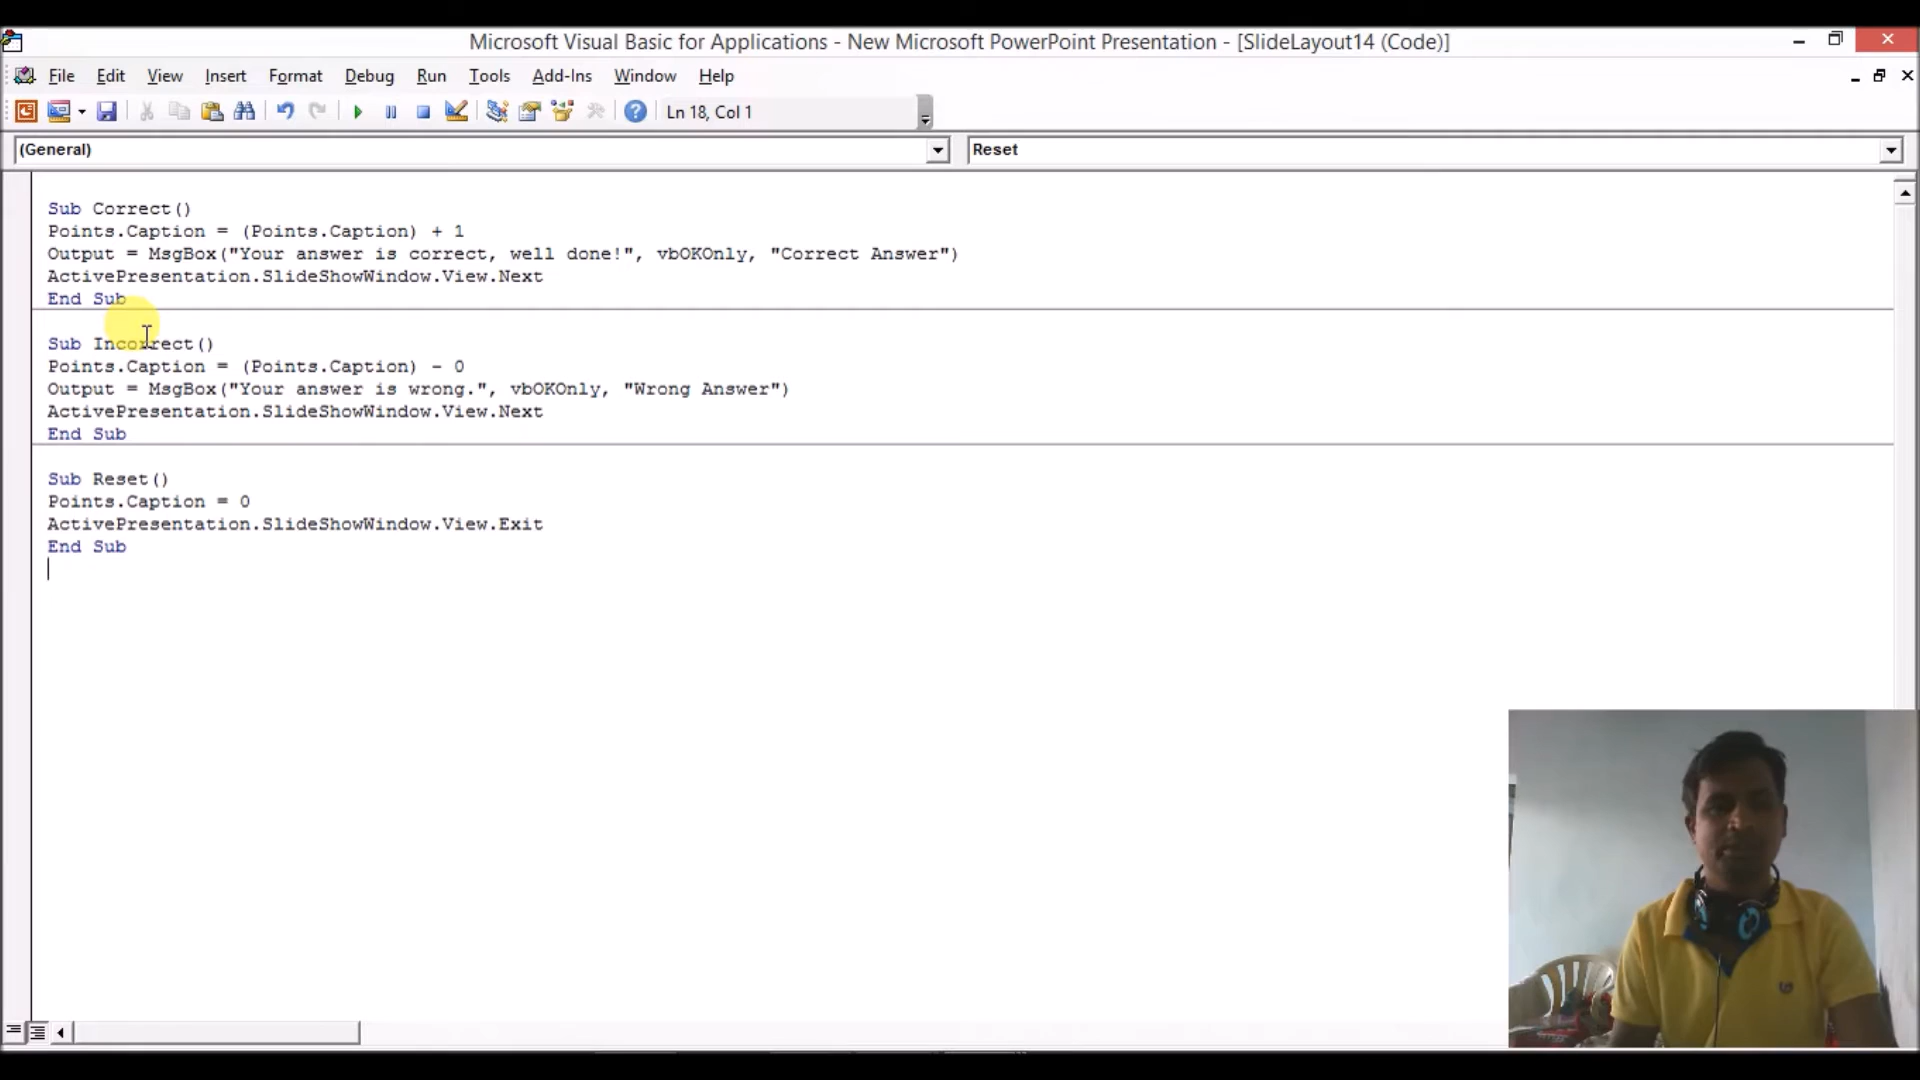 Microsoft Visual Basic for Applications - New Microsoft PowerPoint Presentation - [SlideLayout14 (Code)]
File Edit View Insert Format Debug Run Tools Add-Ins Window Help
Ln 18, Col 1
(General) Reset
Sub Correct()
Points.Caption = (Points.Caption) + 1
Output = MsgBox("Your answer is correct, well done!", vbOKOnly, "Correct Answer")
ActivePresentation.SlideShowWindow.View.Next
End Sub
Sub Incorrect()
Points.Caption = (Points.Caption) - 0
Output = MsgBox("Your answer is wrong.", vbOKOnly, "Wrong Answer")
ActivePresentation.SlideShowWindow.View.Next
End Sub
Sub Reset()
Points.Caption = 0
ActivePresentation.SlideShowWindow.View.Exit
End Sub